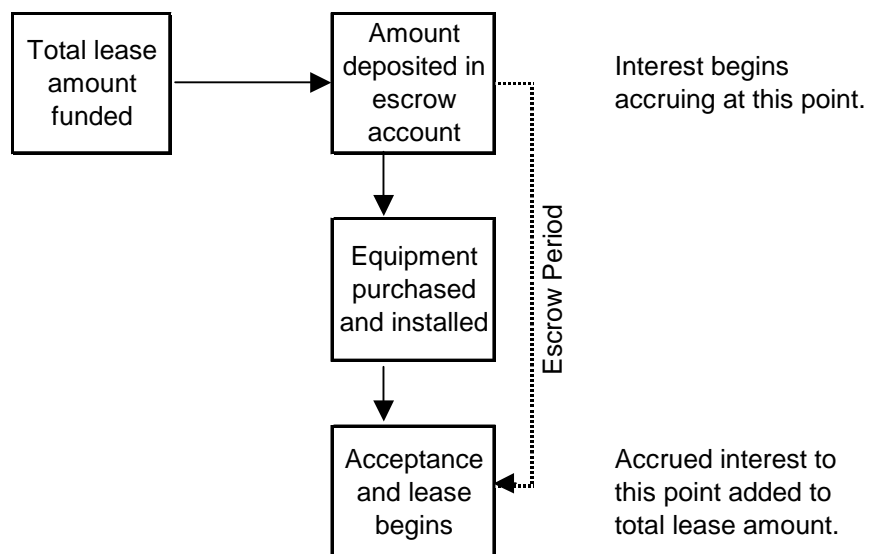 Total lease
amount
funded
Amount
deposited in
escrow
account
Interest begins
accruing at this point.
Equipment
purchased
and installed
Escrow Period
Acceptance
and lease
begins
Accrued interest to
this point added to
total lease amount.